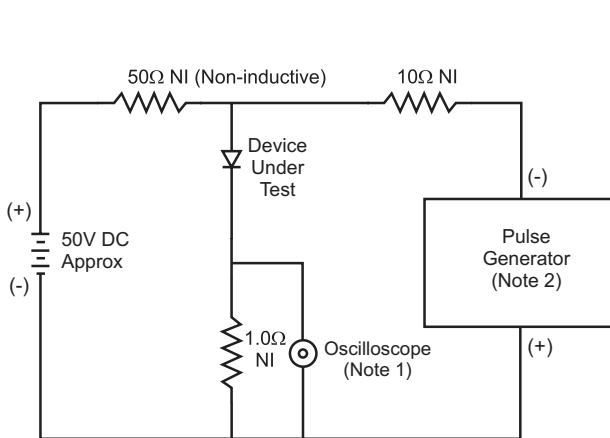 50Ω NI (Non-inductive)
10Ω NI
Device
Under
Test
(-)
(+)
50V DC
Approx
(-)
Pulse
Generator
(Note 2)
1.0Ω
NI
Oscilloscope
(Note 1)
(+)